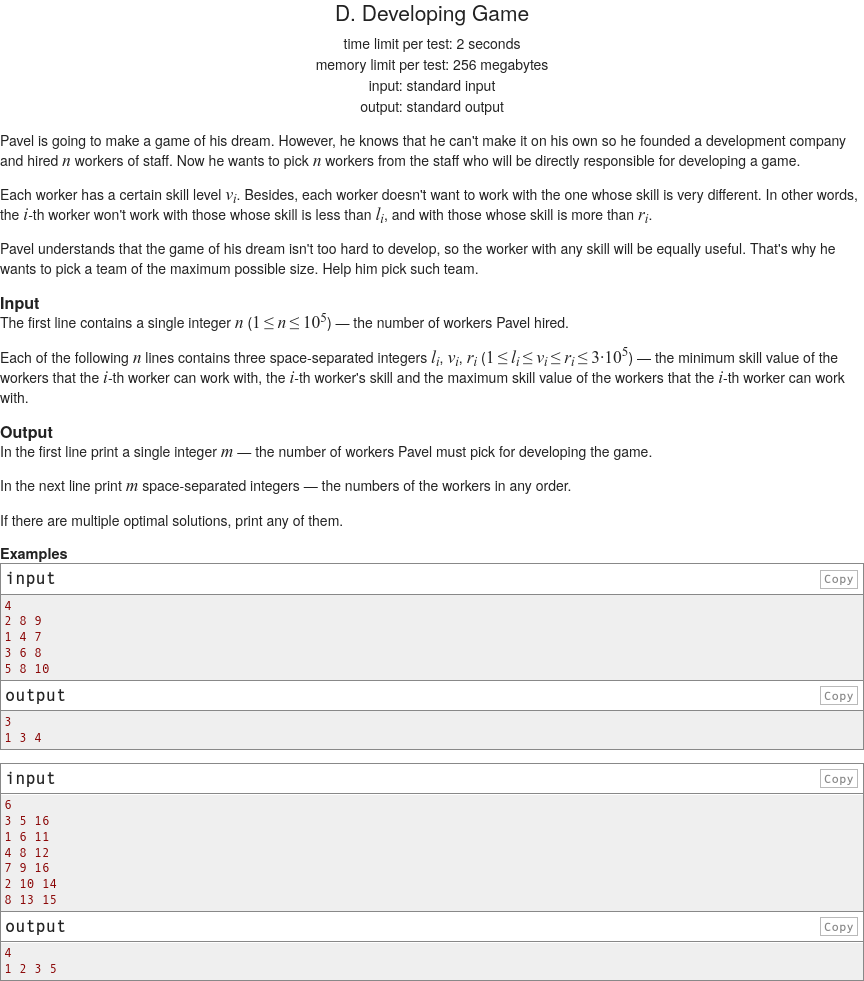 D. Developing Game
time limit per test: 2 seconds
memory limit per test: 256 megabytes
input: standard input
output: standard output
Pavel is going to make a game of his dream. However, he knows that he can't make it on his own so he founded a development company
and hired n workers of staff. Now he wants to pick n workers from the staff who will be directly responsible for developing a game.
Each worker has a certain skill level v_i. Besides, each worker doesn't want to work with the one whose skill is very different. In other words,
the i-th worker won't work with those whose skill is less than l_i, and with those whose skill is more than r_i.
Pavel understands that the game of his dream isn't too hard to develop, so the worker with any skill will be equally useful. That's why he
wants to pick a team of the maximum possible size. Help him pick such team.
Input
The first line contains a single integer n (1 ≤ n ≤ 10^5) — the number of workers Pavel hired.
Each of the following n lines contains three space-separated integers l_i, v_i, r_i (1 ≤ l_i ≤ v_i ≤ r_i ≤ 3·10^5) — the minimum skill value of the
workers that the i-th worker can work with, the i-th worker's skill and the maximum skill value of the workers that the i-th worker can work
with.
Output
In the first line print a single integer m — the number of workers Pavel must pick for developing the game.
In the next line print m space-separated integers — the numbers of the workers in any order.
If there are multiple optimal solutions, print any of them.
Examples
input Copy
4
2 8 9
1 4 7
3 6 8
5 8 10
output Copy
3
1 3 4
input Copy
6
3 5 16
1 6 11
4 8 12
7 9 16
2 10 14
8 13 15
output Copy
4
1 2 3 5